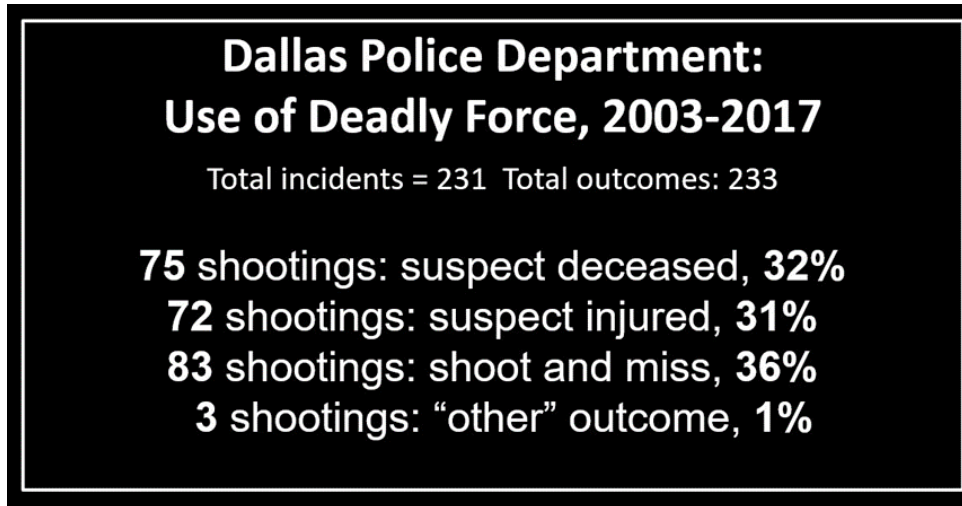 Dallas Police Department:
Use of Deadly Force, 2003-2017
Total incidents = 231 Total outcomes: 233
75 shootings: suspect deceased, 32%
72 shootings: suspect injured, 31%
83 shootings: shoot and miss, 36%
3 shootings: “other” outcome, 1%